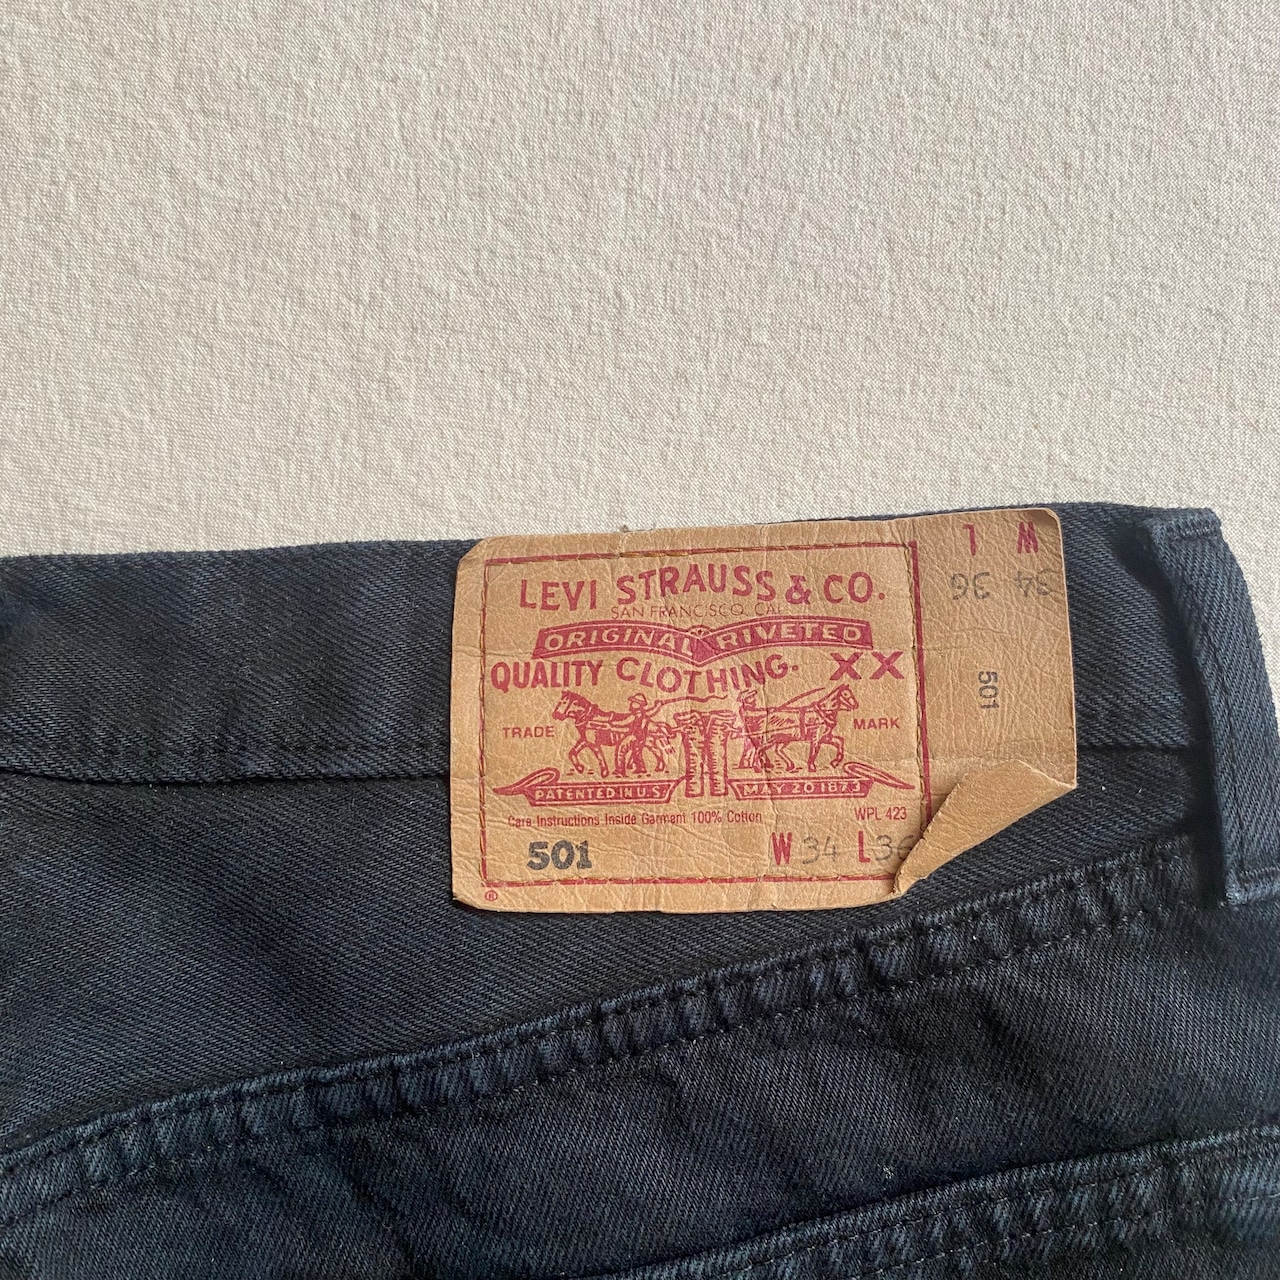 LEVI STRAUSS & CO.
SAN FRANCISCO, CAL.
ORIGINAL RIVETED
QUALITY CLOTHING. XX
TRADE MARK
PATENTED IN U.S. MAY 20 1873
Care Instructions Inside Garment 100% Cotton WPL 423
501 W 34 L 36
®
W L
34 36
501